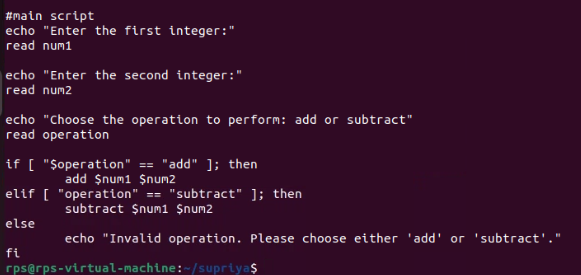 #main script
echo "Enter the first integer:"
read num1

echo "Enter the second integer:"
read num2

echo "Choose the operation to perform: add or subtract"
read operation

if [ "$operation" == "add" ]; then
        add $num1 $num2
elif [ "operation" == "subtract" ]; then
        subtract $num1 $num2
else
        echo "Invalid operation. Please choose either 'add' or 'subtract'."
fi
rps@rps-virtual-machine:~/supriya$